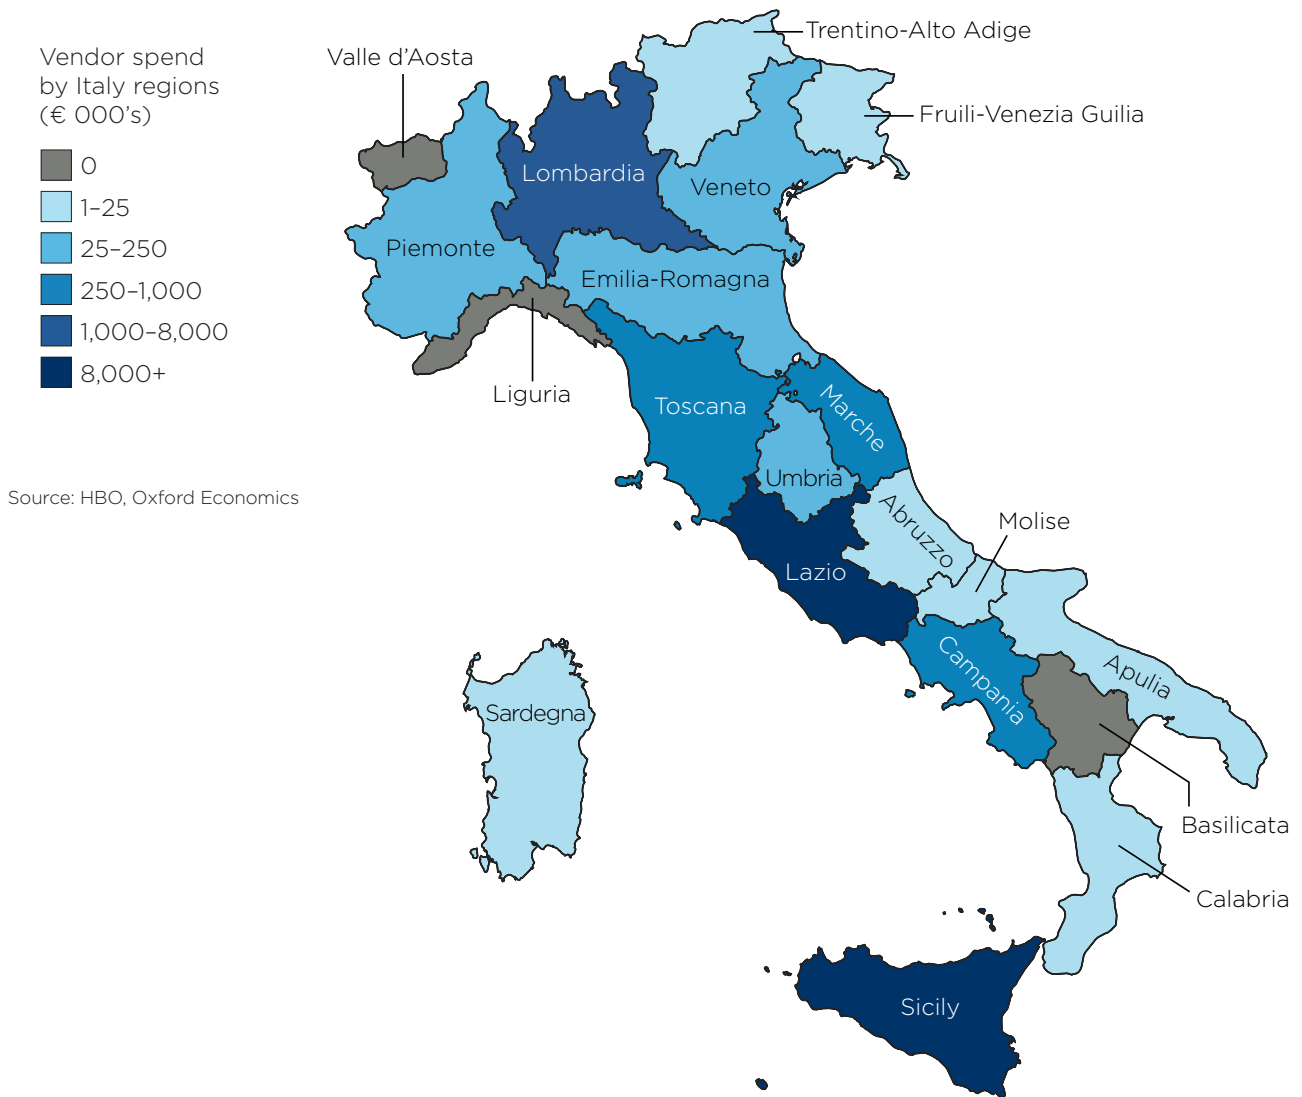 Vendor spend
by Italy regions
(€ 000’s)
0
1–25
25–250
250–1,000
1,000–8,000
8,000+
Source: HBO, Oxford Economics
Trentino-Alto Adige
Valle d’Aosta
Fruili-Venezia Guilia
Lombardia
Veneto
Piemonte
Emilia-Romagna
Liguria
Toscana
Marche
Umbria
Abruzzo
Molise
Lazio
Campania
Apulia
Sardegna
Basilicata
Calabria
Sicily